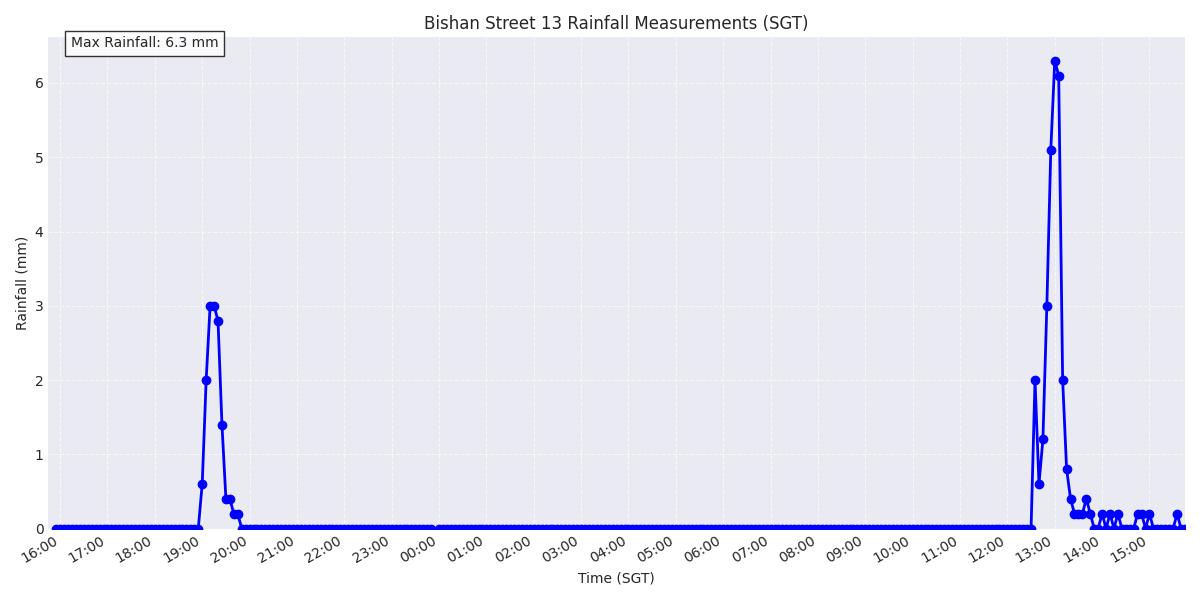 Bishan Street 13 Rainfall Measurements (SGT)
Max Rainfall: 6.3 mm
Rainfall (mm)
6
5
4
3
2
1
0
16:00 17:00 18:00 19:00 20:00 21:00 22:00 23:00 00:00 01:00 02:00 03:00 04:00 05:00 06:00 07:00 08:00 09:00 10:00 11:00 12:00 13:00 14:00 15:00
Time (SGT)